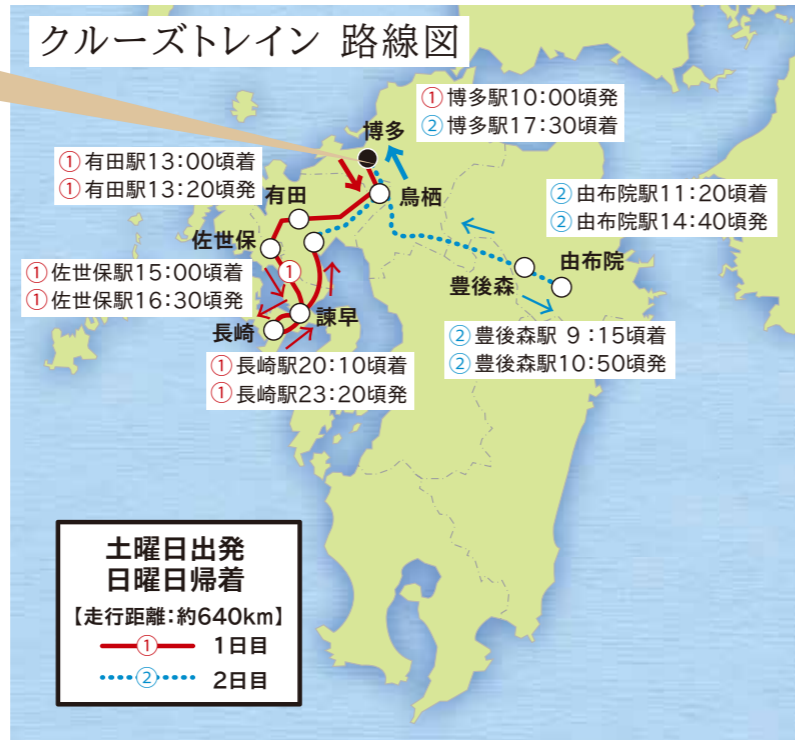 クルーズトレイン 路線図
①博多駅10：00頃発
②博多駅17：30頃着
博多
①有田駅13：00頃着
①有田駅13：20頃発
有田
鳥栖
②由布院駅11：20頃着
②由布院駅14：40頃発
佐世保
①佐世保駅15：00頃着
①佐世保駅16：30頃発
①
豊後森
由布院
長崎
諫早
②豊後森駅 9：15頃着
②豊後森駅10：50頃発
①長崎駅20：10頃着
①長崎駅23：20頃発
土曜日出発
日曜日帰着
【走行距離：約640km】
① 1日目
② 2日目